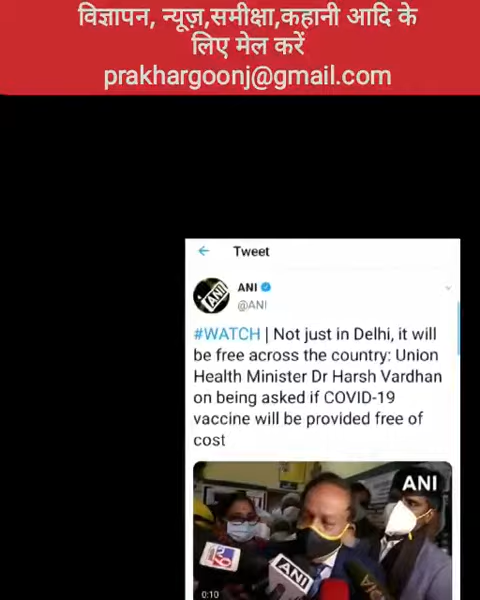 विज्ञापन, न्यूज़,समीक्षा,कहानी आदि के
लिए मेल करें
prakhargoonj@gmail.com
← Tweet
ANI
@ANI
#WATCH | Not just in Delhi, it will
be free across the country: Union
Health Minister Dr Harsh Vardhan
on being asked if COVID-19
vaccine will be provided free of
cost
ANI
ANI
0:10